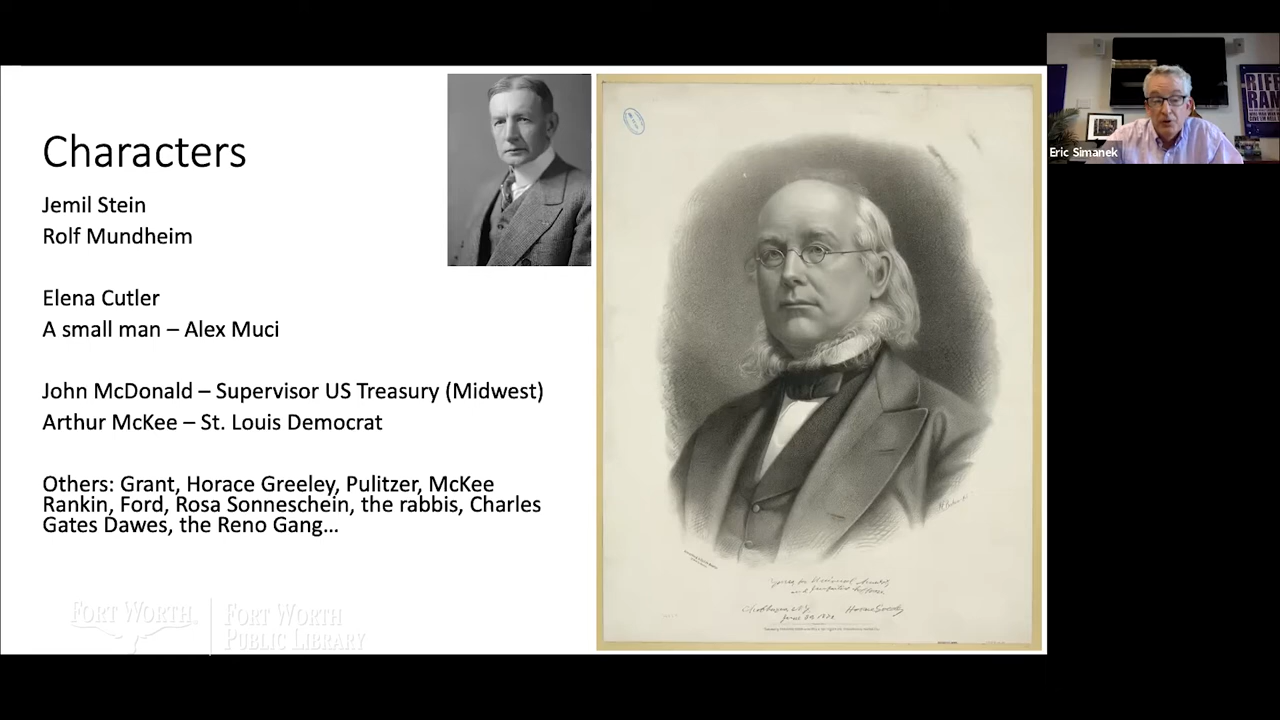 Characters
Jemil Stein
Rolf Mundheim
Elena Cutler
A small man – Alex Muci
John McDonald – Supervisor US Treasury (Midwest)
Arthur McKee – St. Louis Democrat
Others: Grant, Horace Greeley, Pulitzer, McKee
Rankin, Ford, Rosa Sonneschein, the rabbis, Charles
Gates Dawes, the Reno Gang...
FORT WORTH
FORT WORTH
PUBLIC LIBRARY
Horace Greeley
Eric Simanek